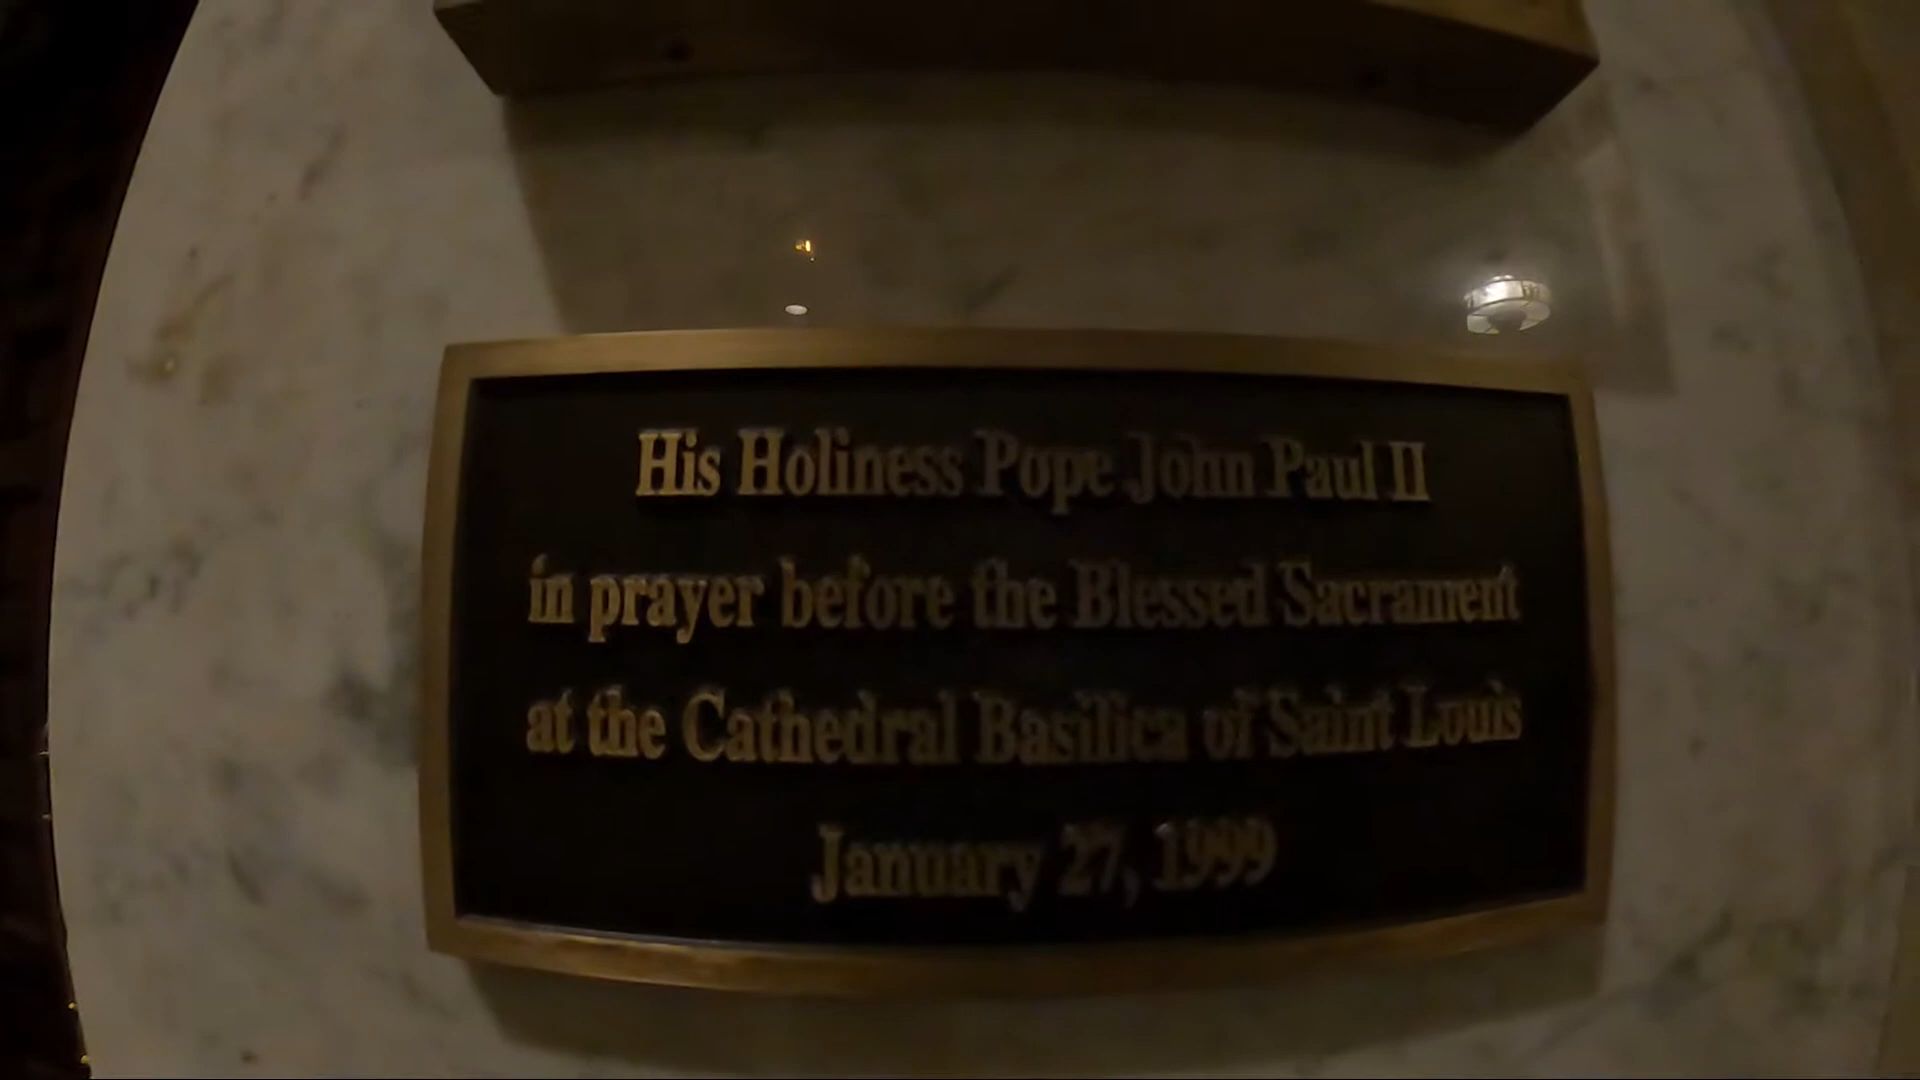 His Holiness Pope John Paul II
in prayer before the Blessed Sacrament
at the Cathedral Basilica of Saint Louis
January 27, 1999